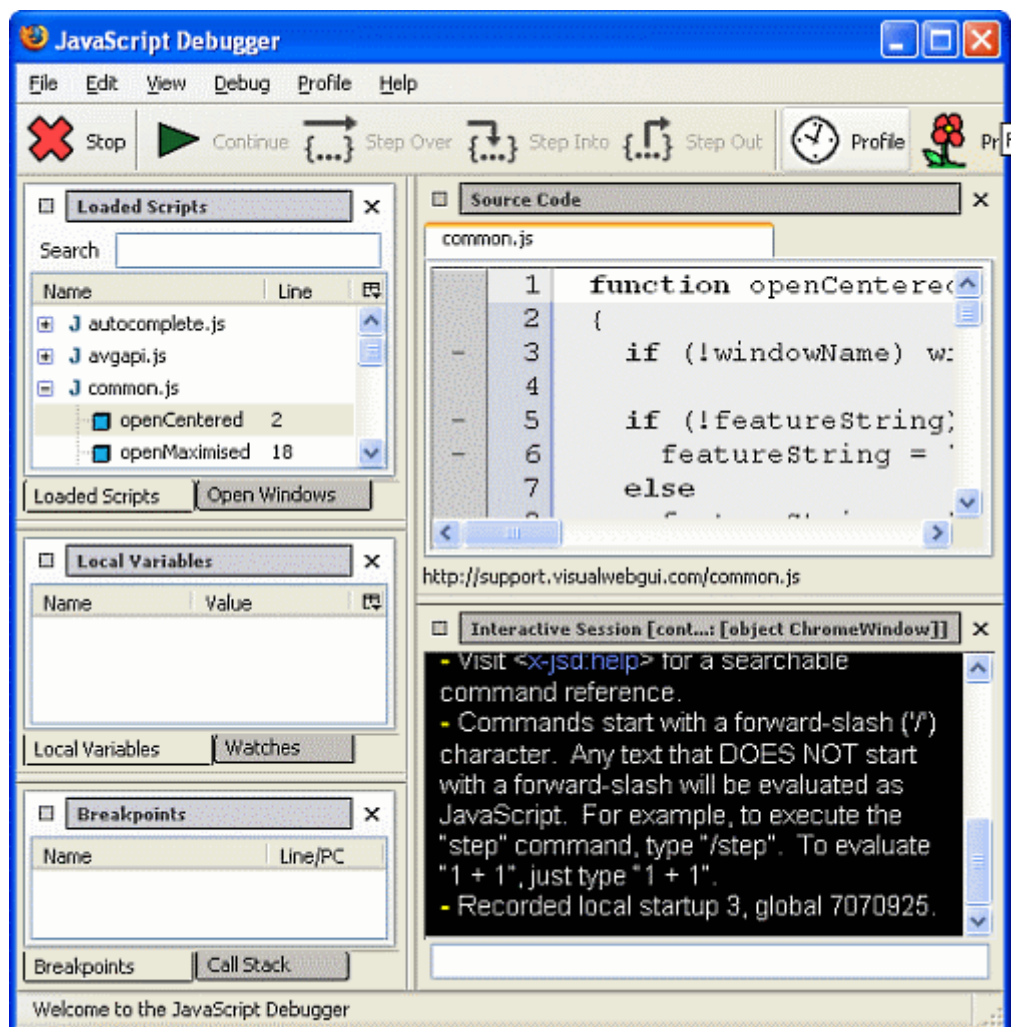 JavaScript Debugger
File Edit View Debug Profile Help
Stop Continue Step Over Step Into Step Out Profile
Loaded Scripts
Search
Name Line
autocomplete.js
avgapi.js
common.js
openCentered 2
openMaximised 18
Loaded Scripts Open Windows
Local Variables
Name Value
Local Variables Watches
Breakpoints
Name Line/PC
Breakpoints Call Stack
Source Code
common.js
1 function openCentered
2 {
3 if (!windowName)
4
5 if (!featureString)
6 featureString =
7 else
http://support.visualwebgui.com/common.js
Interactive Session [cont...: [object ChromeWindow]]
- Visit <x-jsd:help> for a searchable
command reference.
- Commands start with a forward-slash ('/')
character. Any text that DOES NOT start
with a forward-slash will be evaluated as
JavaScript. For example, to execute the
"step" command, type "/step". To evaluate
"1 + 1", just type "1 + 1".
- Recorded local startup 3, global 7070925.
Welcome to the JavaScript Debugger